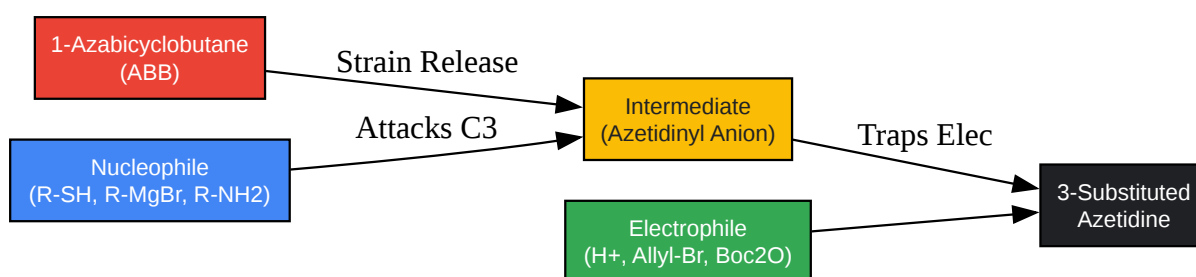 1-Azabicyclobutane
(ABB)
Strain Release
Attacks C3
Nucleophile
(R-SH, R-MgBr, R-NH2)
Intermediate
(Azetidinyl Anion)
Traps Elec
Electrophile
(H+, Allyl-Br, Boc2O)
3-Substituted
Azetidine